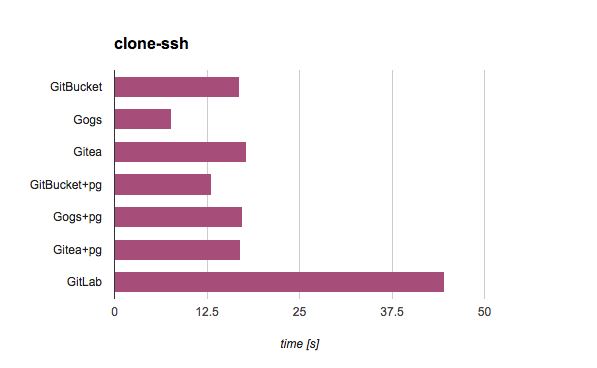 clone-ssh
GitBucket
Gogs
Gitea
GitBucket+pg
Gogs+pg
Gitea+pg
GitLab
0 12.5 25 37.5 50
time [s]